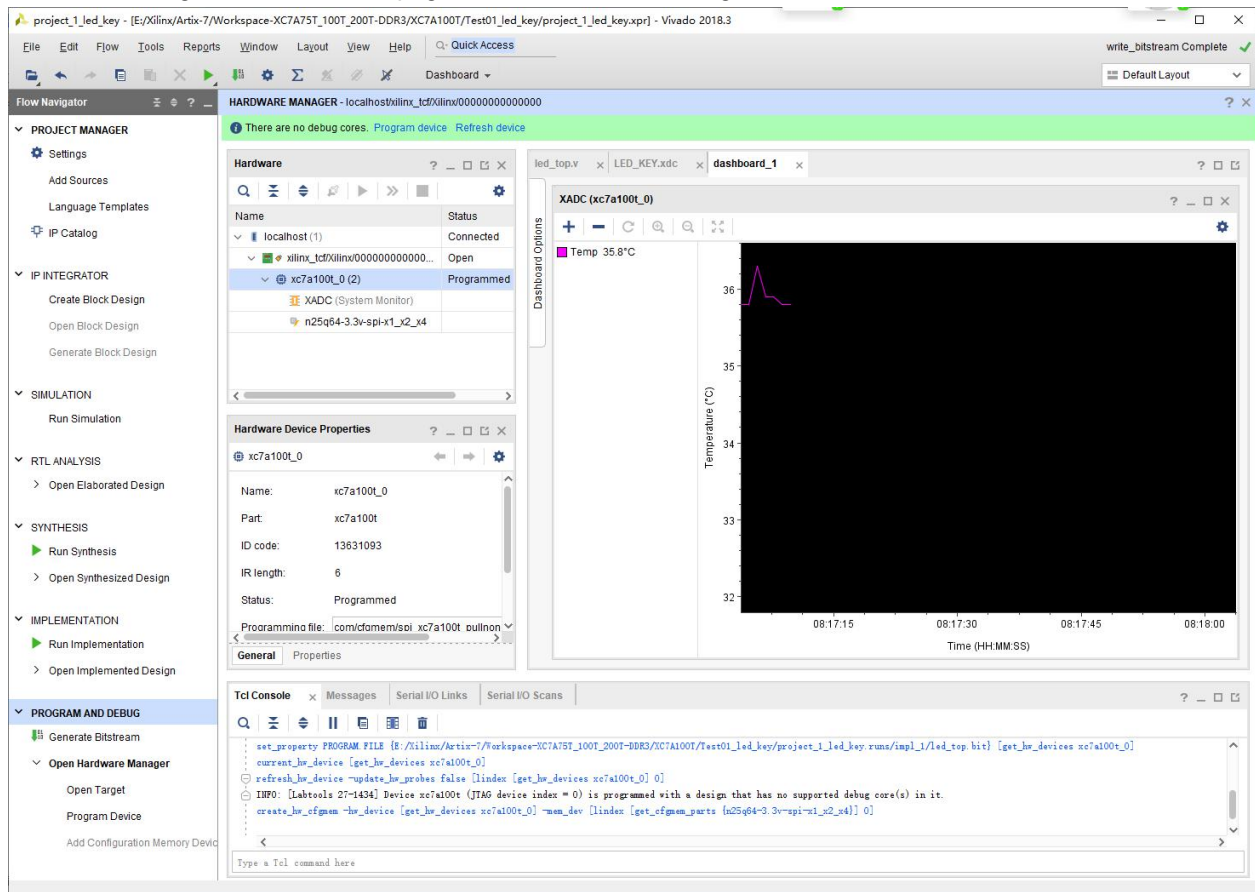 project_1_led_key - [E:/Xilinx/Artix-7/Workspace-XC7A75T_100T_200T-DDR3/XC7A100T/Test01_led_key/project_1_led_key.xpr] - Vivado 2018.3
File Edit Flow Tools Reports Window Layout View Help Quick Access
write_bitstream Complete
Dashboard
Default Layout
Flow Navigator
HARDWARE MANAGER - localhost/xilinx_tcf/Xilinx/00000000000000
There are no debug cores. Program device Refresh device
PROJECT MANAGER
Settings
Add Sources
Language Templates
IP Catalog
IP INTEGRATOR
Create Block Design
Open Block Design
Generate Block Design
SIMULATION
Run Simulation
RTL ANALYSIS
Open Elaborated Design
SYNTHESIS
Run Synthesis
Open Synthesized Design
IMPLEMENTATION
Run Implementation
Open Implemented Design
PROGRAM AND DEBUG
Generate Bitstream
Open Hardware Manager
Open Target
Program Device
Add Configuration Memory Devic
Hardware
Name Status
localhost (1) Connected
xilinx_tcf/Xilinx/000000000000... Open
xc7a100t_0 (2) Programmed
XADC (System Monitor)
n25q64-3.3v-spi-x1_x2_x4
Hardware Device Properties
xc7a100t_0
Name: xc7a100t_0
Part: xc7a100t
ID code: 13631093
IR length: 6
Status: Programmed
Programming file: com/cfgmem/spi_xc7a100t_pullnon
General Properties
led_top.v LED_KEY.xdc dashboard_1
Dashboard Options
XADC (xc7a100t_0)
Temp 35.8°C
Temperature (°C)
36
35
34
33
32
08:17:15 08:17:30 08:17:45 08:18:00
Time (HH:MM:SS)
Tcl Console Messages Serial I/O Links Serial I/O Scans
set_property PROGRAM.FILE {E:/Xilinx/Artix-7/Workspace-XC7A75T_100T_200T-DDR3/XC7A100T/Test01_led_key/project_1_led_key.runs/impl_1/led_top.bit} [get_hw_devices xc7a100t_0]
current_hw_device [get_hw_devices xc7a100t_0]
refresh_hw_device -update_hw_probes false [lindex [get_hw_devices xc7a100t_0] 0]
INFO: [Labtools 27-1434] Device xc7a100t (JTAG device index = 0) is programmed with a design that has no supported debug core(s) in it.
create_hw_cfgmem -hw_device [get_hw_devices xc7a100t_0] -mem_dev [lindex [get_cfgmem_parts {n25q64-3.3v-spi-x1_x2_x4}] 0]
Type a Tcl command here